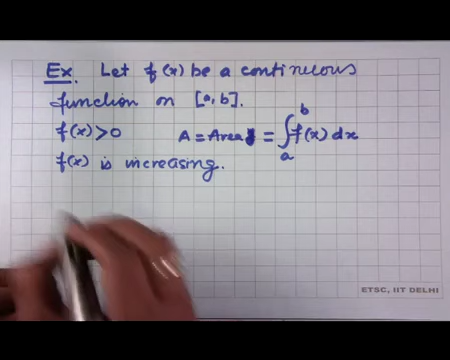 Ex. Let f(x) be a continuous
function on [a,b].
f(x)>0 A = Area = ∫ₐᵇ f(x) dx
f(x) is increasing.
ETSC, IIT DELHI